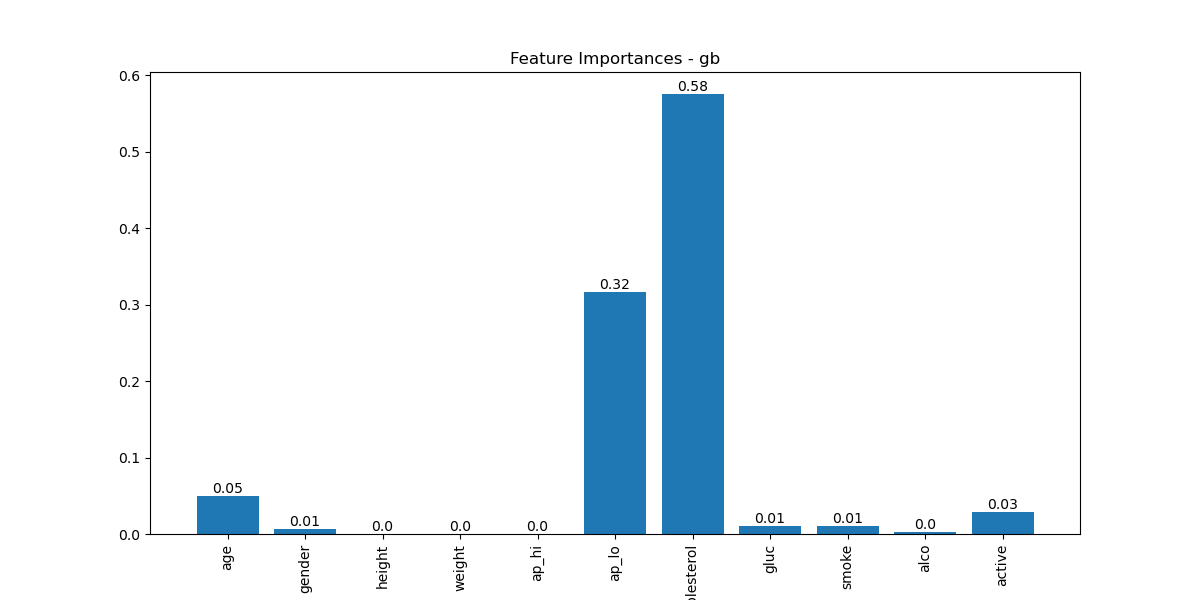 Feature Importances - gb
0.6
0.5
0.4
0.3
0.2
0.1
0.0
0.05
0.01
0.0
0.0
0.0
0.32
0.58
0.01
0.01
0.0
0.03
age
gender
height
weight
ap_hi
ap_lo
olesterol
gluc
smoke
alco
active